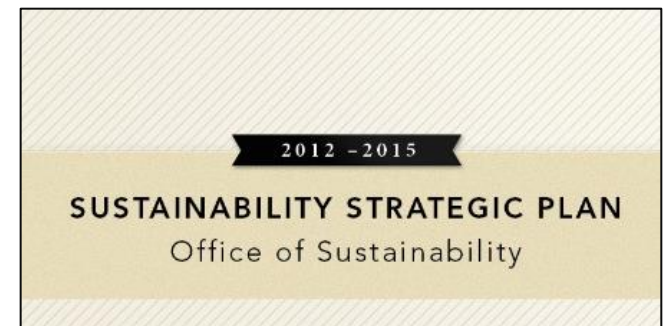 2012 –2015
SUSTAINABILITY STRATEGIC PLAN
Office of Sustainability